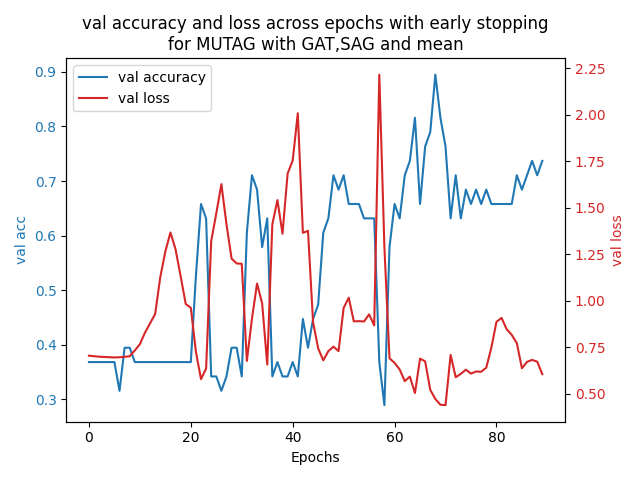 val accuracy and loss across epochs with early stopping
for MUTAG with GAT,SAG and mean
val accuracy
val loss
0.9
0.8
0.7
0.6
0.5
0.4
0.3
val acc
2.25
2.00
1.75
1.50
1.25
1.00
0.75
0.50
val loss
0 20 40 60 80
Epochs